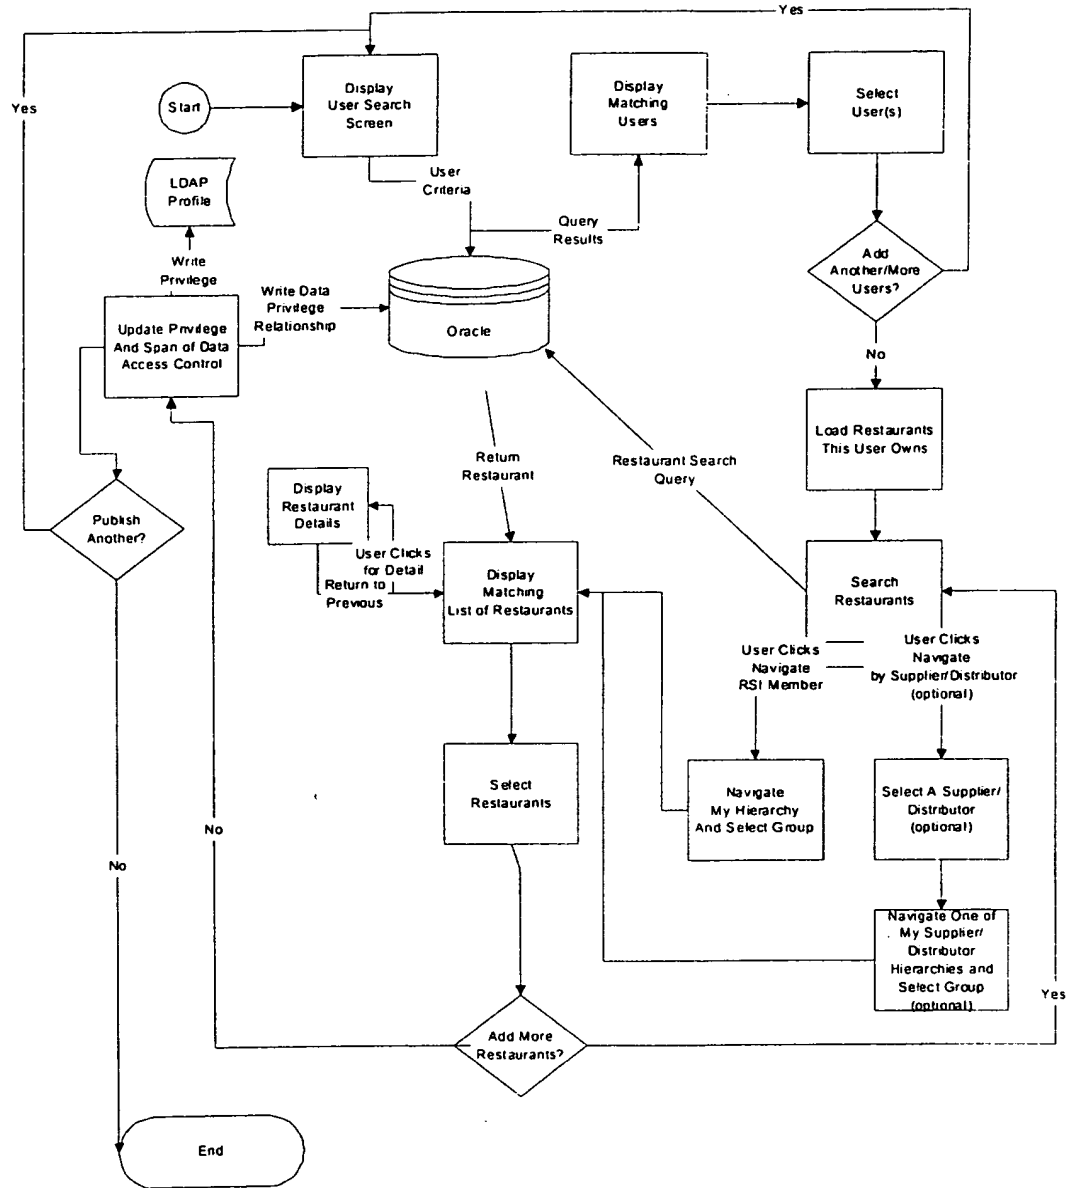 Yes
Yes
Start
Display
User Search
Screen
Display
Matching
Users
Select
User(s)
LDAP
Profile
User
Criteria
Query
Results
Add
Another/More
Users?
Write
Privilege
Write Data
Privilege
Relationship
Oracle
Update Privilege
And Span of Data
Access Control
No
Load Restaurants
This User Owns
Return
Restaurant
Restaurant Search
Query
Display
Restaurant
Details
Publish
Another?
User Clicks
for Detail
Return to
Previous
Display
Matching
List of Restaurants
Search
Restaurants
User Clicks
Navigate
RSI Member
User Clicks
Navigate
by Supplier/Distributor
(optional)
Select
Restaurants
Navigate
My Hierarchy
And Select Group
Select A Supplier/
Distributor
(optional)
No
No
Navigate One of
My Supplier/
Distributor
Hierarchies and
Select Group
(optional)
Yes
Add More
Restaurants?
End